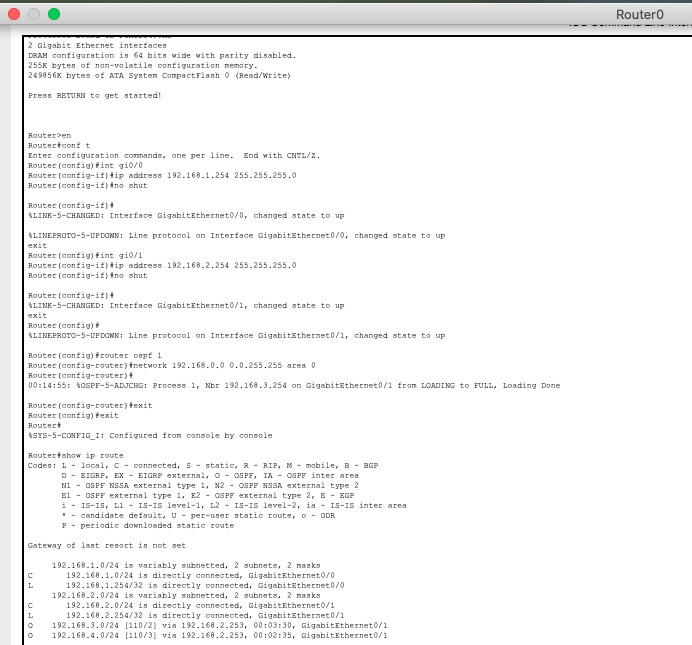 Router0
2 Gigabit Ethernet interfaces
DRAM configuration is 64 bits wide with parity disabled.
255K bytes of non-volatile configuration memory.
249856K bytes of ATA System CompactFlash 0 (Read/Write)
Press RETURN to get started!
Router>en
Router#conf t
Enter configuration commands, one per line.  End with CNTL/Z.
Router(config)#int gi0/0
Router(config-if)#ip address 192.168.1.254 255.255.255.0
Router(config-if)#no shut
Router(config-if)#
%LINK-5-CHANGED: Interface GigabitEthernet0/0, changed state to up
%LINEPROTO-5-UPDOWN: Line protocol on Interface GigabitEthernet0/0, changed state to up
exit
Router(config)#int gi0/1
Router(config-if)#ip address 192.168.2.254 255.255.255.0
Router(config-if)#no shut
Router(config-if)#
%LINK-5-CHANGED: Interface GigabitEthernet0/1, changed state to up
exit
Router(config)#
%LINEPROTO-5-UPDOWN: Line protocol on Interface GigabitEthernet0/1, changed state to up
Router(config)#router ospf 1
Router(config-router)#network 192.168.0.0 0.0.255.255 area 0
Router(config-router)#
00:14:55: %OSPF-5-ADJCHG: Process 1, Nbr 192.168.3.254 on GigabitEthernet0/1 from LOADING to FULL, Loading Done
Router(config-router)#exit
Router(config)#exit
Router#
%SYS-5-CONFIG_I: Configured from console by console
Router#show ip route
Codes: L - local, C - connected, S - static, R - RIP, M - mobile, B - BGP
D - EIGRP, EX - EIGRP external, O - OSPF, IA - OSPF inter area
N1 - OSPF NSSA external type 1, N2 - OSPF NSSA external type 2
E1 - OSPF external type 1, E2 - OSPF external type 2, E - EGP
i - IS-IS, L1 - IS-IS level-1, L2 - IS-IS level-2, ia - IS-IS inter area
* - candidate default, U - per-user static route, o - ODR
P - periodic downloaded static route
Gateway of last resort is not set
192.168.1.0/24 is variably subnetted, 2 subnets, 2 masks
C 192.168.1.0/24 is directly connected, GigabitEthernet0/0
L 192.168.1.254/32 is directly connected, GigabitEthernet0/0
192.168.2.0/24 is variably subnetted, 2 subnets, 2 masks
C 192.168.2.0/24 is directly connected, GigabitEthernet0/1
L 192.168.2.254/32 is directly connected, GigabitEthernet0/1
O 192.168.3.0/24 [110/2] via 192.168.2.253, 00:03:30, GigabitEthernet0/1
O 192.168.4.0/24 [110/3] via 192.168.2.253, 00:02:35, GigabitEthernet0/1